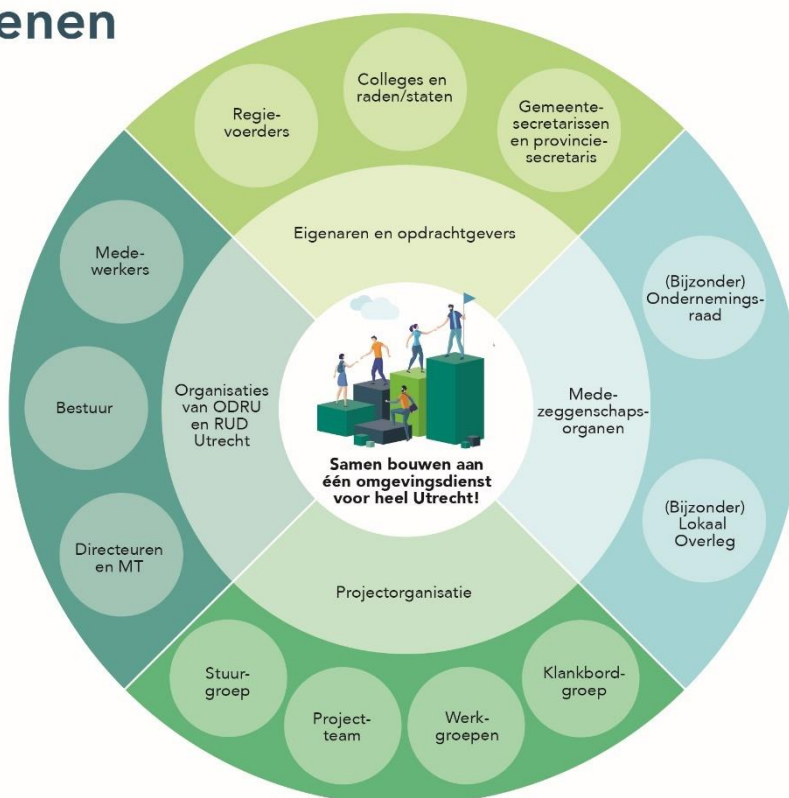 Regie-
voerders
Colleges en
raden/staten
Gemeente-
secretarissen
en provincie-
secretaris
Eigenaren en opdrachtgevers
Mede-
werkers
Bestuur
Directeuren
en MT
Organisaties
van ODRU
en RUD
Utrecht
Samen bouwen aan
één omgevingsdienst
voor heel Utrecht!
Mede-
zeggenschaps-
organen
(Bijzonder)
Ondernemings-
raad
(Bijzonder)
Lokaal
Overleg
Projectorganisatie
Stuur-
groep
Project-
team
Werk-
groepen
Klankbord-
groep